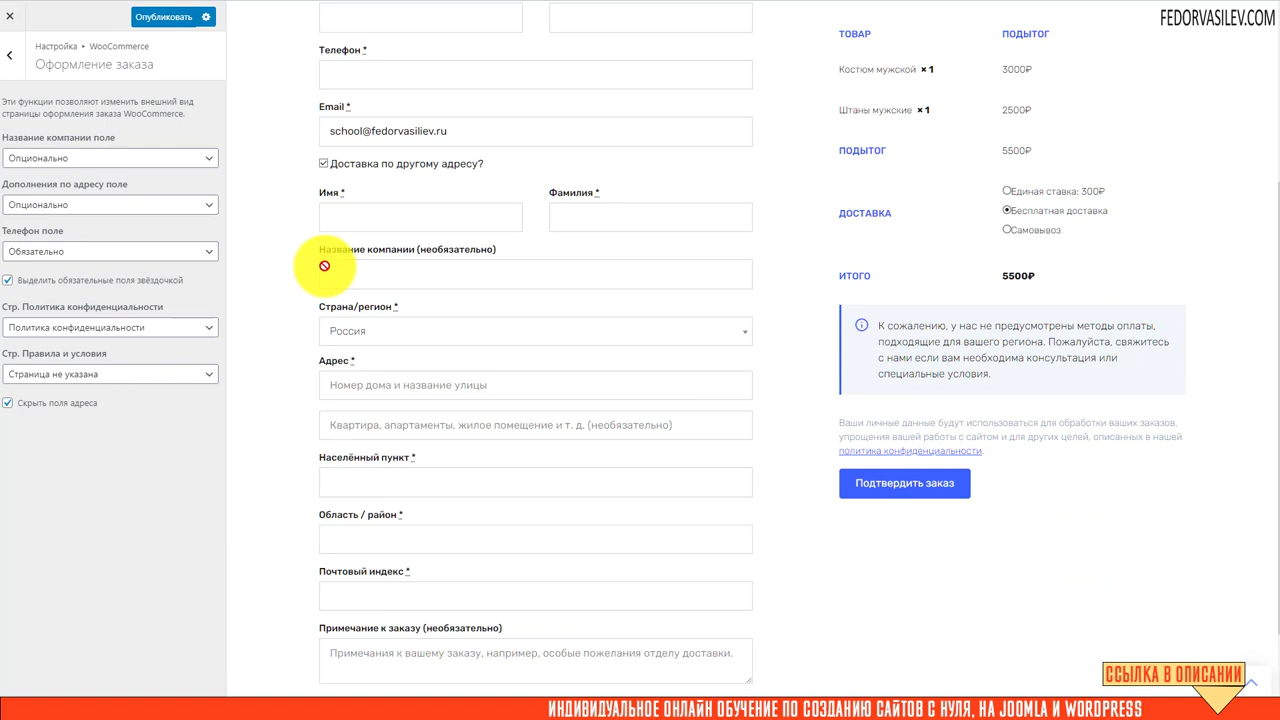 Опубликовать
FEDORVASILEV.COM
Настройка ▸ WooCommerce
Оформление заказа
Эти функции позволяют изменить внешний вид
страницы оформления заказа WooCommerce.
Название компании поле
Опционально
Дополнения по адресу поле
Опционально
Телефон поле
Обязательно
Выделить обязательные поля звёздочкой
Стр. Политика конфиденциальности
Политика конфиденциальности
Стр. Правила и условия
Страница не указана
Скрыть поля адреса
Телефон *
Email *
school@fedorvasiliev.ru
Доставка по другому адресу?
Имя *
Фамилия *
Название компании (необязательно)
Страна/регион *
Россия
Адрес *
Номер дома и название улицы
Квартира, апартаменты, жилое помещение и т. д. (необязательно)
Населённый пункт *
Область / район *
Почтовый индекс *
Примечание к заказу (необязательно)
Примечания к вашему заказу, например, особые пожелания отделу доставки.
ТОВАР ПОДЫТОГ
Костюм мужской × 1 3000₽
Штаны мужские × 1 2500₽
ПОДЫТОГ 5500₽
ДОСТАВКА
Единая ставка: 300₽
Бесплатная доставка
Самовывоз
ИТОГО 5500₽
К сожалению, у нас не предусмотрены методы оплаты,
подходящие для вашего региона. Пожалуйста, свяжитесь
с нами если вам необходима консультация или
специальные условия.
Ваши личные данные будут использоваться для обработки ваших заказов,
упрощения вашей работы с сайтом и для других целей, описанных в нашей
политика конфиденциальности.
Подтвердить заказ
ССЫЛКА В ОПИСАНИИ
ИНДИВИДУАЛЬНОЕ ОНЛАЙН ОБУЧЕНИЕ ПО СОЗДАНИЮ САЙТОВ С НУЛЯ, НА JOOMLA И WORDPRESS